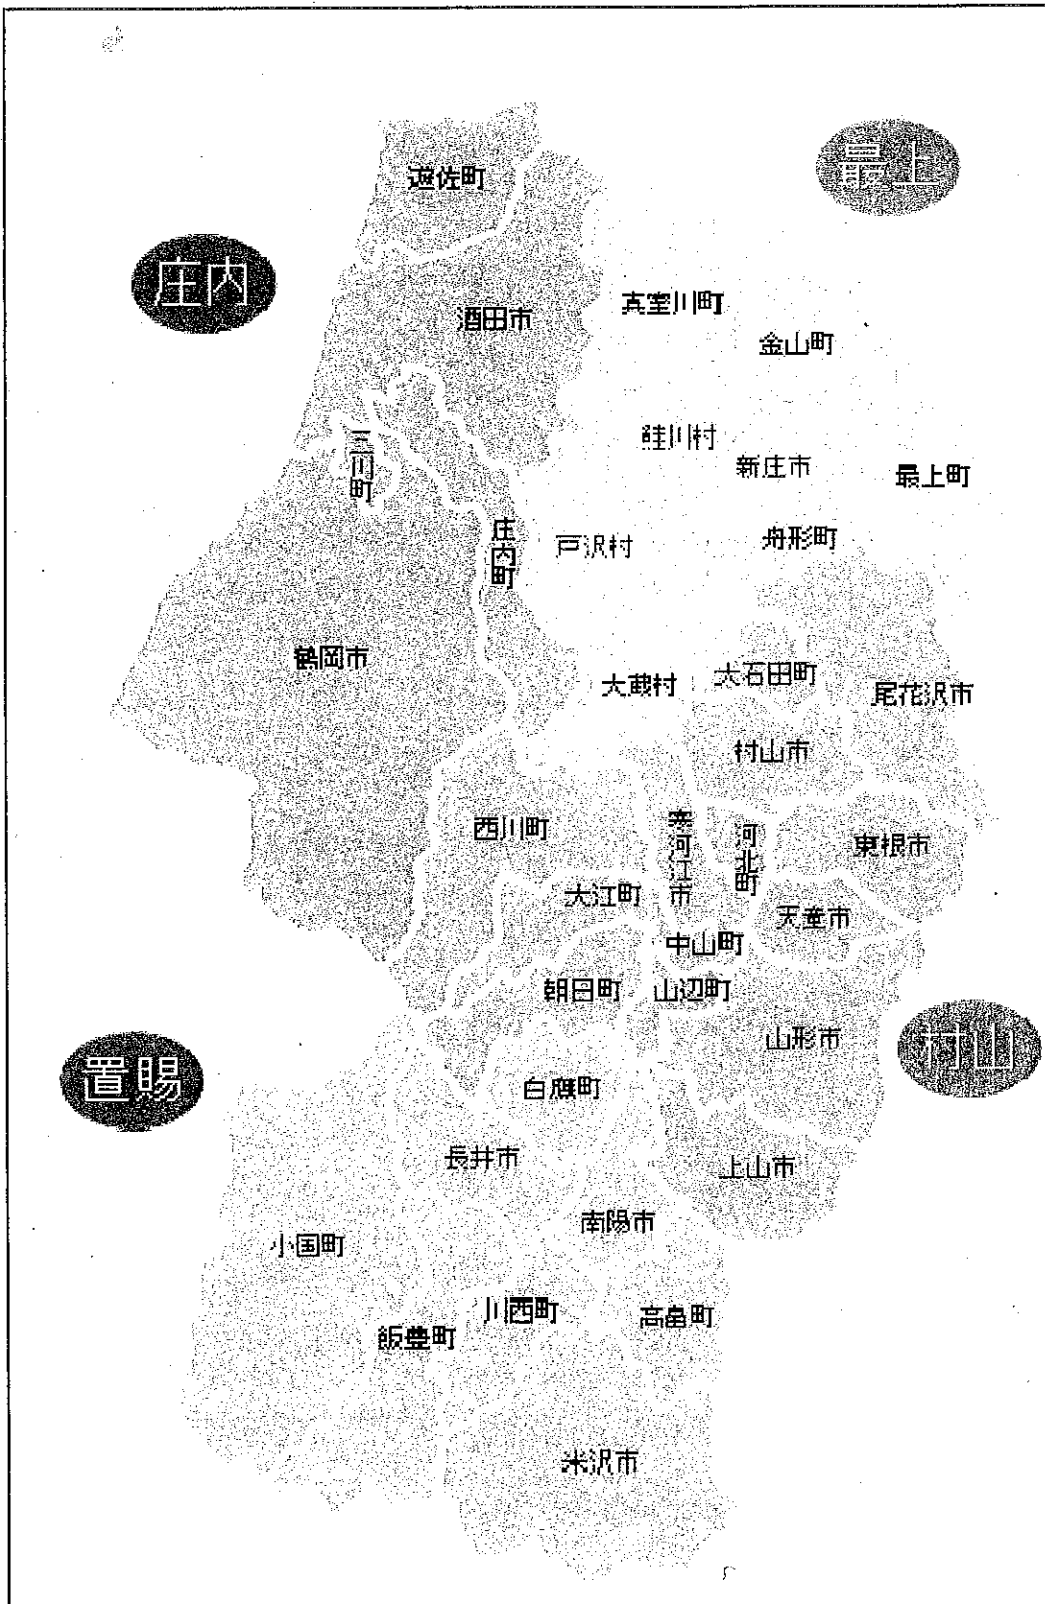 遊佐町
最上
庄内
酒田市
真室川町
金山町
三川町
鮭川村
新庄市
最上町
庄内町
戸沢村
舟形町
鶴岡市
大蔵村
大石田町
尾花沢市
村山市
西川町
寒河江市
河北町
東根市
大江町
天童市
中山町
朝日町
山辺町
山形市
村山
置賜
白鷹町
長井市
上山市
南陽市
小国町
川西町
高畠町
飯豊町
米沢市